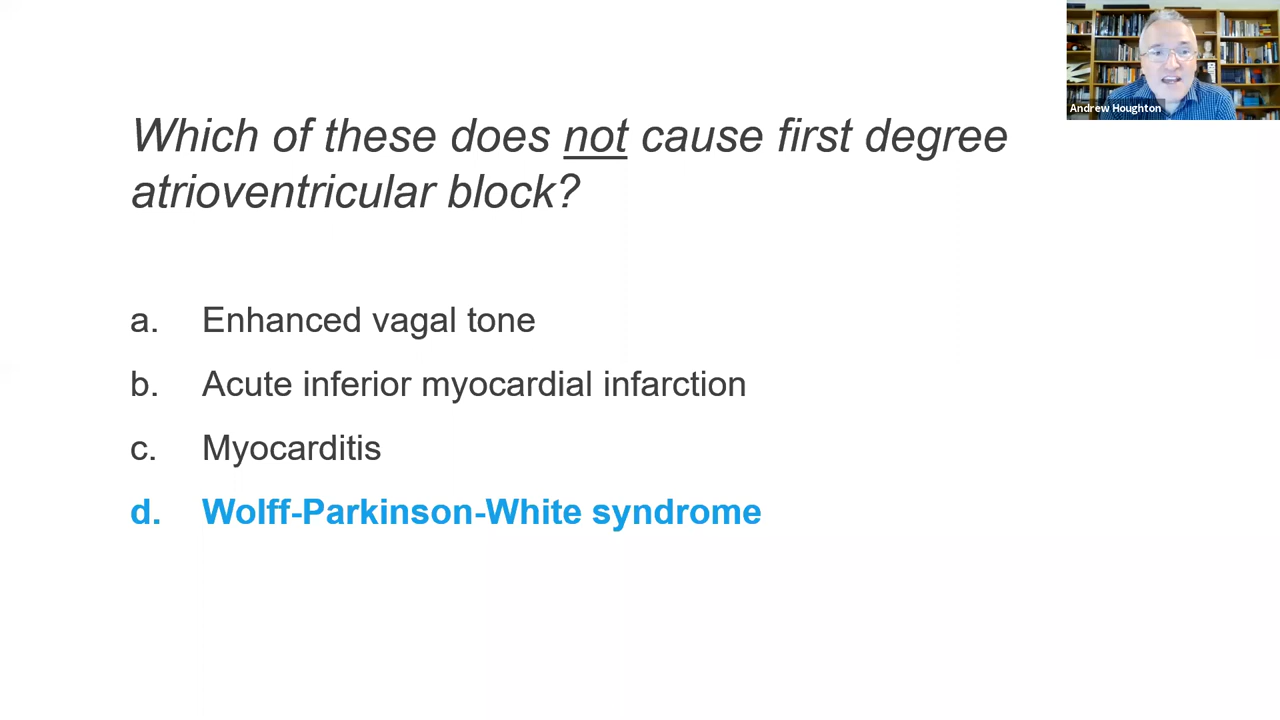 Which of these does not cause first degree
atrioventricular block?
a. Enhanced vagal tone
b. Acute inferior myocardial infarction
c. Myocarditis
d. Wolff-Parkinson-White syndrome
Andrew Houghton